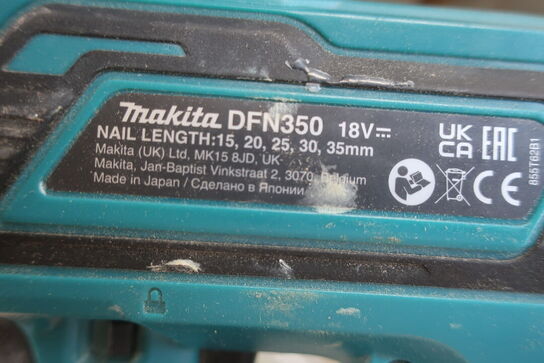 makita DFN350 18V
NAIL LENGTH:15, 20, 25, 30, 35mm
Makita (UK) Ltd, MK15 8JD, UK-
Makita, Jan-Baptist Vinkstraat 2, 3070, Belgium
Made in Japan / Сделано в Японии
UK CA EAC
CE
855T62B1